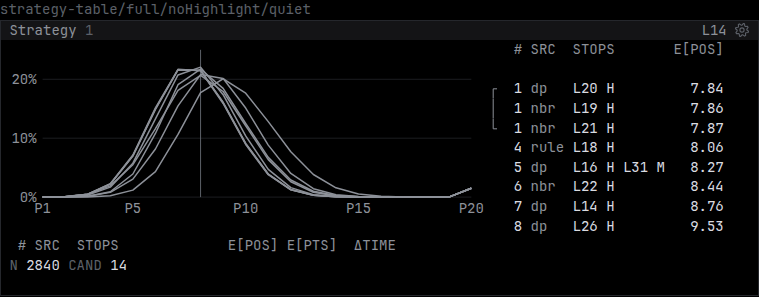 strategy-table/full/noHighlight/quiet
Strategy 1
L14
20%
10%
0%
P1 P5 P10 P15 P20
# SRC STOPS E[POS]
1 dp L20 H 7.84
1 nbr L19 H 7.86
1 nbr L21 H 7.87
4 rule L18 H 8.06
5 dp L16 H L31 M 8.27
6 nbr L22 H 8.44
7 dp L14 H 8.76
8 dp L26 H 9.53
# SRC STOPS E[POS] E[PTS] ΔTIME
N 2840 CAND 14